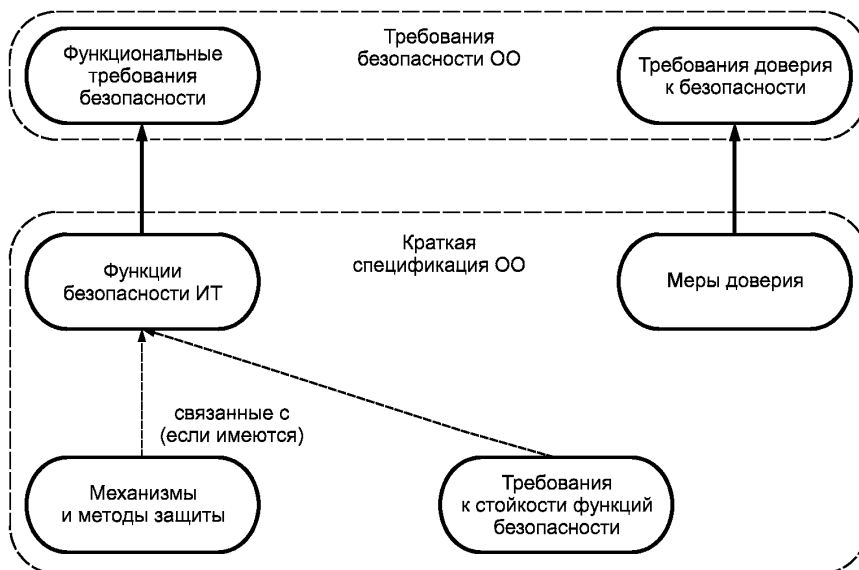 Функциональные
требования
безопасности
Требования
безопасности ОО
Требования доверия
к безопасности
Функции
безопасности ИТ
Краткая
спецификация ОО
Меры доверия
связанные с
(если имеются)
Механизмы
и методы защиты
Требования
к стойкости функций
безопасности